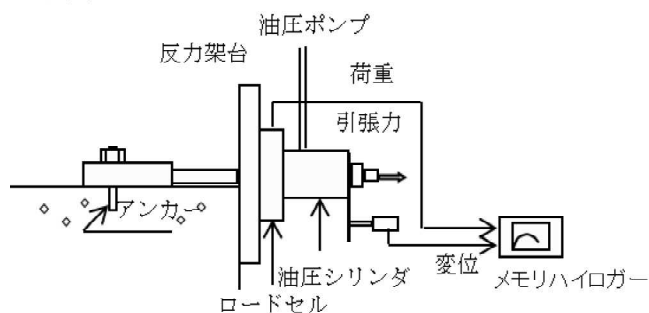 油圧ポンプ
反力架台
荷重
引張力
アンカー
変位
油圧シリンダ
メモリハイロガー
ロードセル